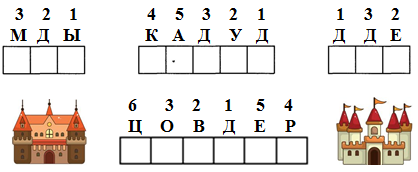 3 2 1 4 5 3 2 1 1 3 2
М Д Ы К А Д У Д Д Д Е
6 3 2 1 5 4
Ц О В Д Е Р